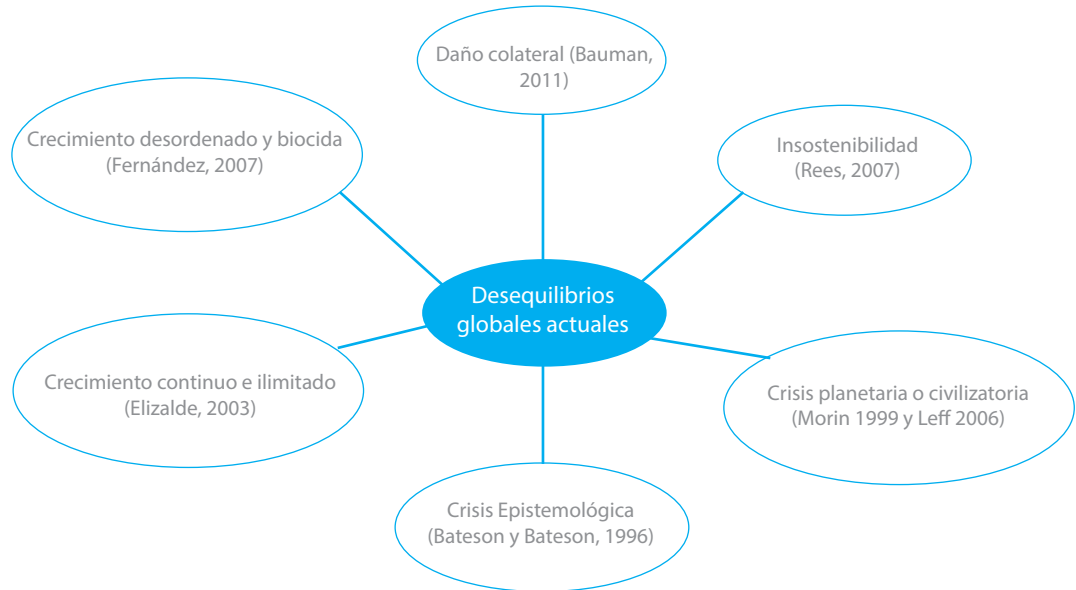 Daño colateral (Bauman,
2011)
Crecimiento desordenado y biocida
(Fernández, 2007)
Insostenibilidad
(Rees, 2007)
Desequilibrios
globales actuales
Crecimiento continuo e ilimitado
(Elizalde, 2003)
Crisis planetaria o civilizatoria
(Morin 1999 y Leff 2006)
Crisis Epistemológica
(Bateson y Bateson, 1996)